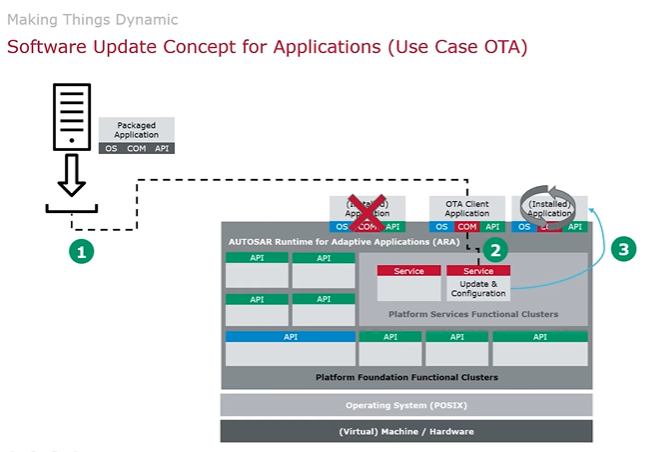 Making Things Dynamic
Software Update Concept for Applications (Use Case OTA)
Packaged
Application
OS COM API
1
OTA Client
Application
OS COM API
(Installed)
Application
OS API
OS COM API
AUTOSAR Runtime for Adaptive Applications (ARA)
2
3
API API
Service Service
Update &
Configuration
API API
Platform Services Functional Clusters
API API API API
Platform Foundation Functional Clusters
Operating System (POSIX)
(Virtual) Machine / Hardware